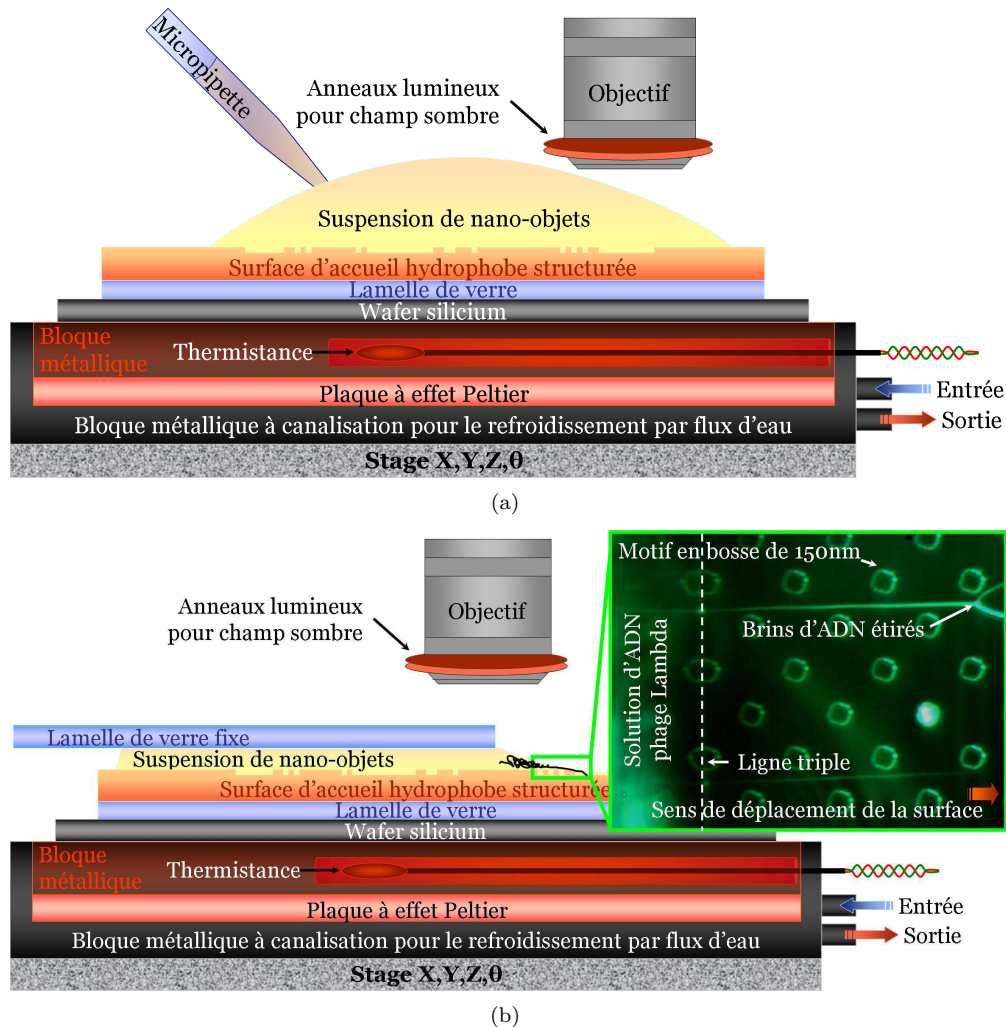 Micropipette
Anneaux lumineux
pour champ sombre
Objectif
Suspension de nano-objets
Surface d'accueil hydrophobe structurée
Lamelle de verre
Wafer silicium
Bloque
métallique
Thermistance
Plaque à effet Peltier
Entrée
Sortie
Bloque métallique à canalisation pour le refroidissement par flux d'eau
Stage X,Y,Z,θ
(a)
Anneaux lumineux
pour champ sombre
Objectif
Motif en bosse de 150nm
Brins d'ADN étirés
Solution d'ADN
phage Lambda
Ligne triple
Sens de déplacement de la surface
Lamelle de verre fixe
Suspension de nano-objets
Surface d'accueil hydrophobe structurée
Lamelle de verre
Wafer silicium
Bloque
métallique
Thermistance
Plaque à effet Peltier
Entrée
Sortie
Bloque métallique à canalisation pour le refroidissement par flux d'eau
Stage X,Y,Z,θ
(b)